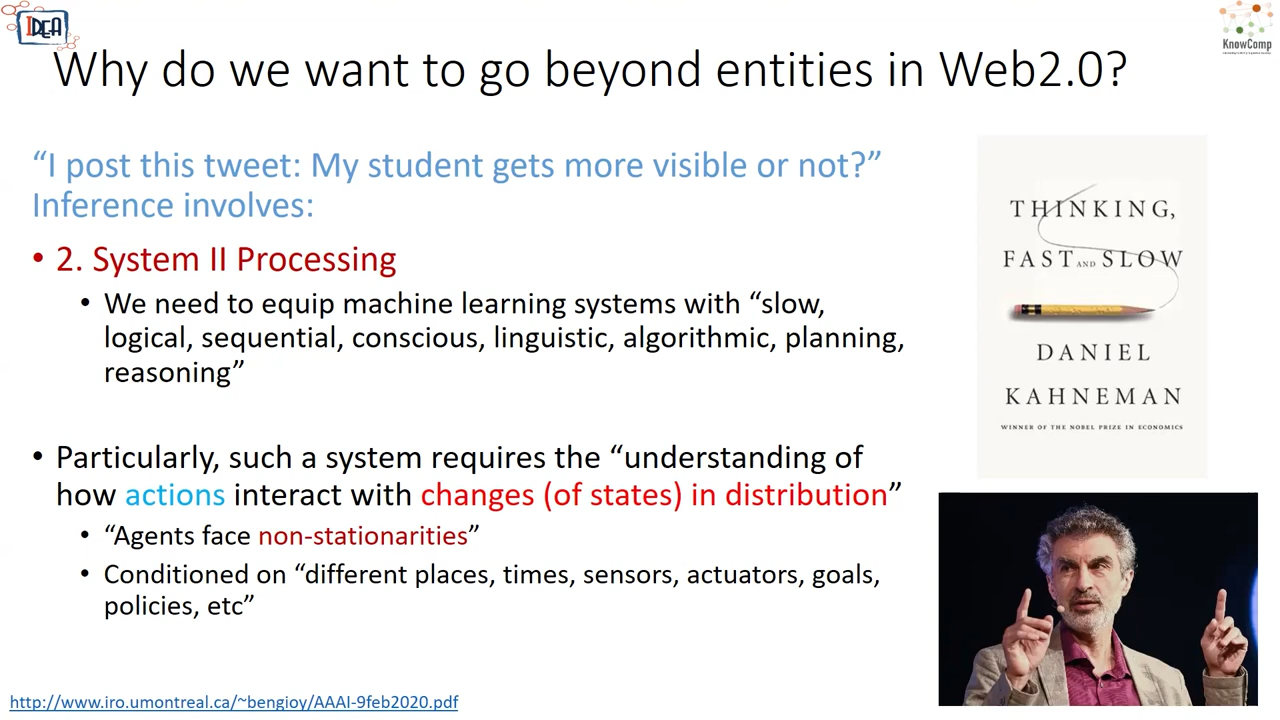 IDEA
KnowComp
Why do we want to go beyond entities in Web2.0?
“I post this tweet: My student gets more visible or not?”
Inference involves:
• 2. System II Processing
• We need to equip machine learning systems with “slow,
logical, sequential, conscious, linguistic, algorithmic, planning,
reasoning”
• Particularly, such a system requires the “understanding of
how actions interact with changes (of states) in distribution”
• “Agents face non-stationarities”
• Conditioned on “different places, times, sensors, actuators, goals,
policies, etc”
THINKING,
FAST AND SLOW
DANIEL
KAHNEMAN
WINNER OF THE NOBEL PRIZE IN ECONOMICS
http://www.iro.umontreal.ca/~bengioy/AAAI-9feb2020.pdf